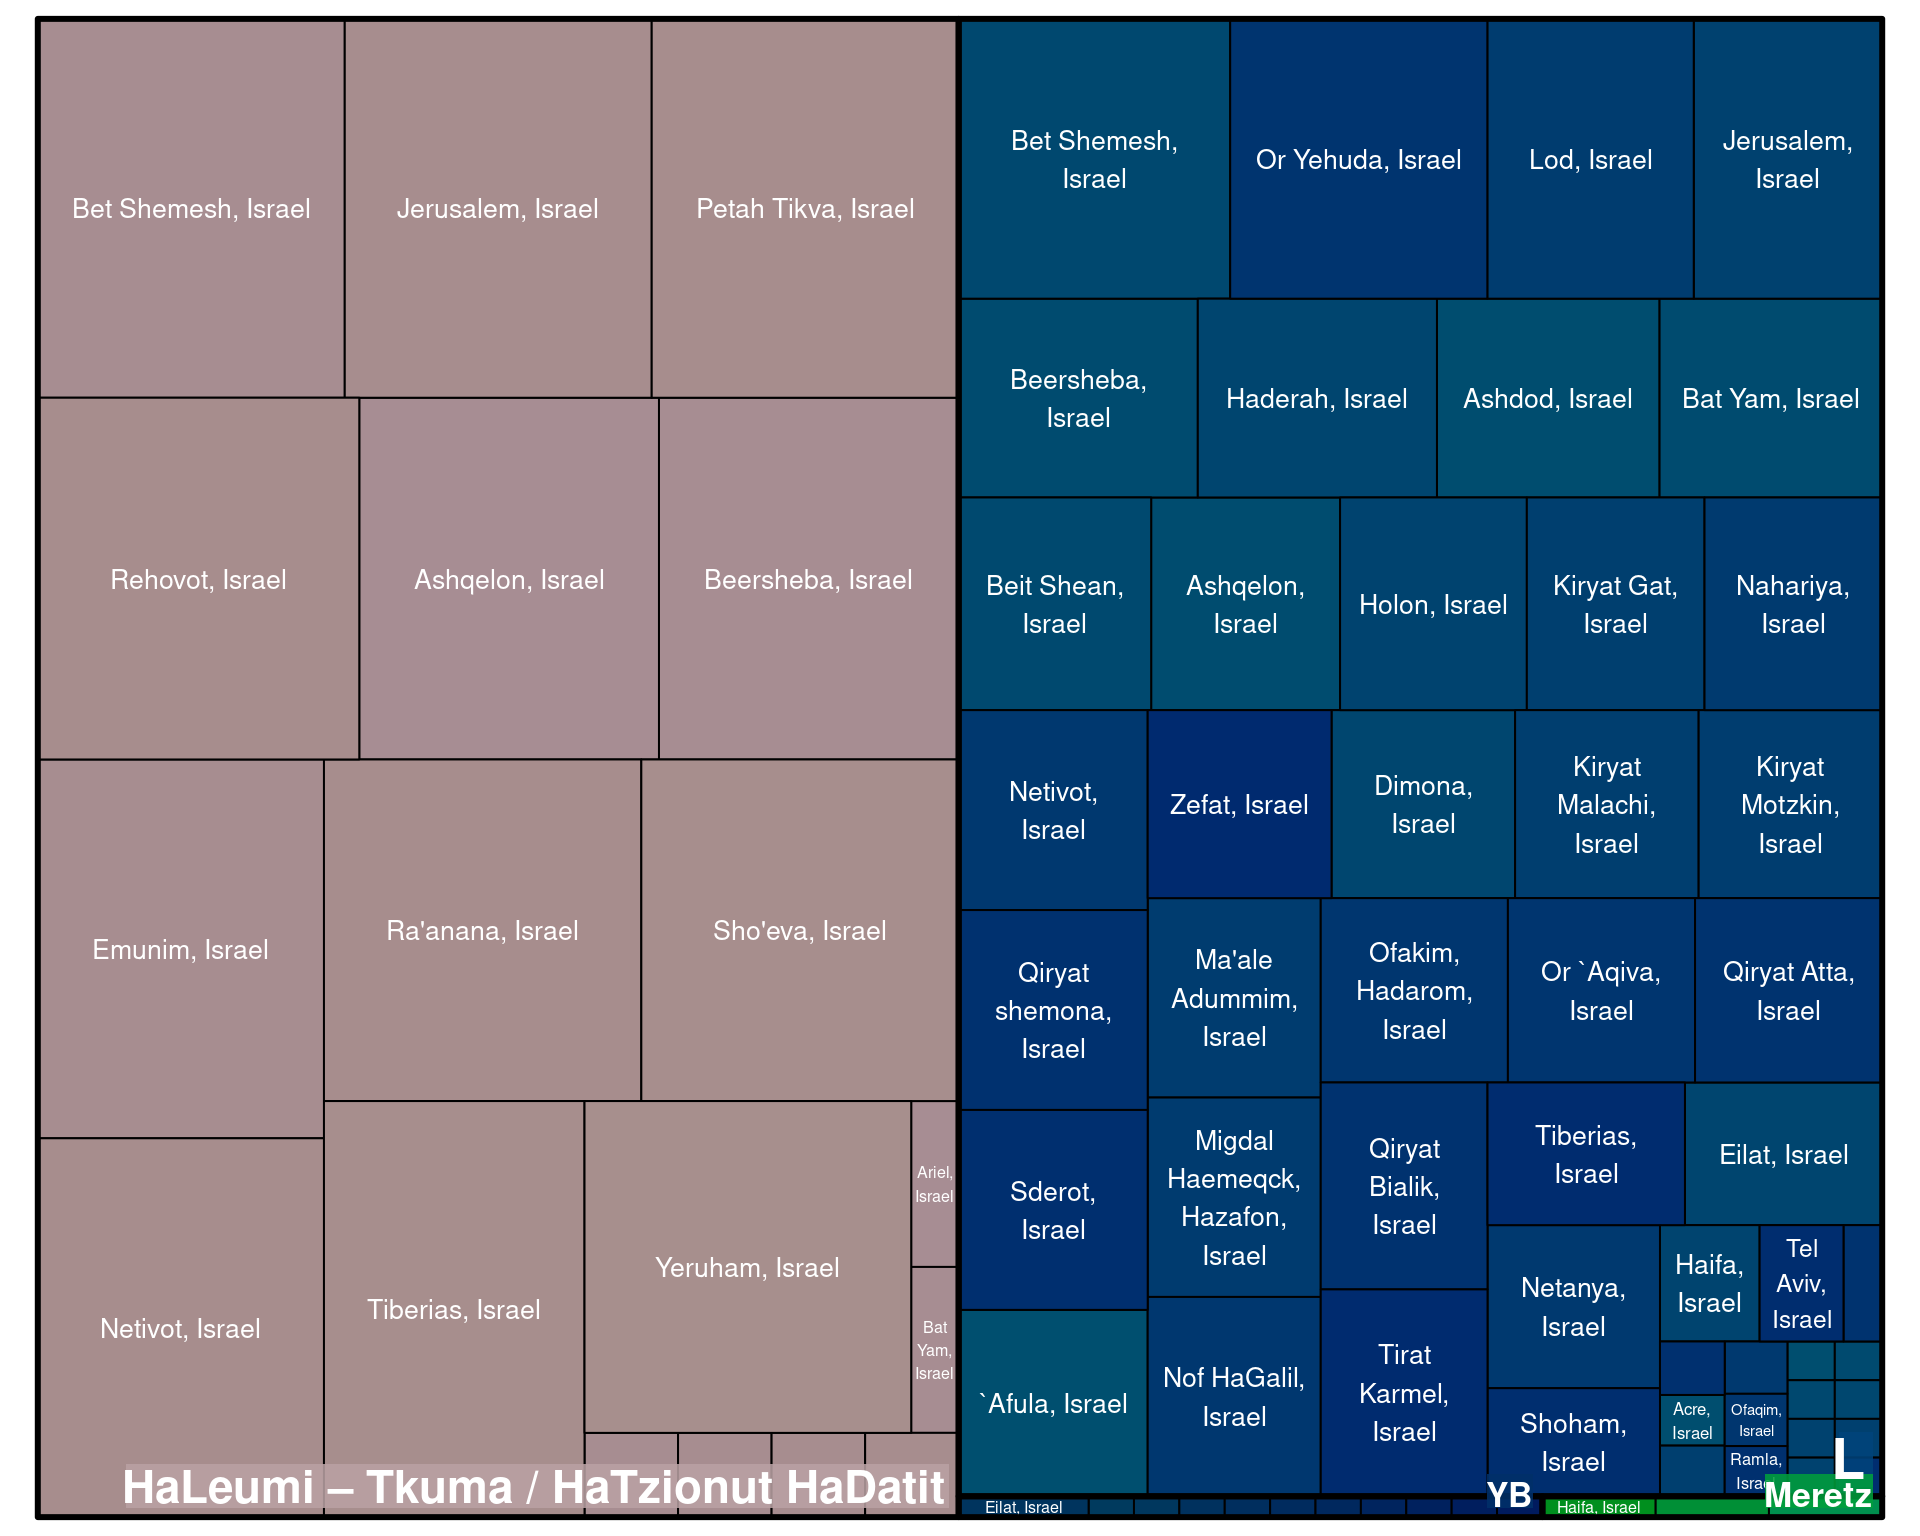 Bet Shemesh, Israel
Jerusalem, Israel
Petah Tikva, Israel
Rehovot, Israel
Ashqelon, Israel
Beersheba, Israel
Emunim, Israel
Ra'anana, Israel
Sho'eva, Israel
Netivot, Israel
Tiberias, Israel
Yeruham, Israel
Ariel,
Israel
Bat
Yam,
Israel
HaLeumi – Tkuma / HaTzionut HaDatit
Bet Shemesh,
Israel
Or Yehuda, Israel
Lod, Israel
Jerusalem,
Israel
Beersheba,
Israel
Haderah, Israel
Ashdod, Israel
Bat Yam, Israel
Beit Shean,
Israel
Ashqelon,
Israel
Holon, Israel
Kiryat Gat,
Israel
Nahariya,
Israel
Netivot,
Israel
Zefat, Israel
Dimona,
Israel
Kiryat
Malachi,
Israel
Kiryat
Motzkin,
Israel
Qiryat
shemona,
Israel
Ma'ale
Adummim,
Israel
Ofakim,
Hadarom,
Israel
Or `Aqiva,
Israel
Qiryat Atta,
Israel
Sderot,
Israel
Migdal
Haemeqck,
Hazafon,
Israel
Qiryat
Bialik,
Israel
Tiberias,
Israel
Eilat, Israel
`Afula, Israel
Nof HaGalil,
Israel
Tirat
Karmel,
Israel
Netanya,
Israel
Haifa,
Israel
Tel
Aviv,
Israel
Shoham,
Israel
Acre,
Israel
Ofaqim,
Israel
Ramla,
Israel
L
Eilat, Israel
YB
Haifa, Israel
Meretz